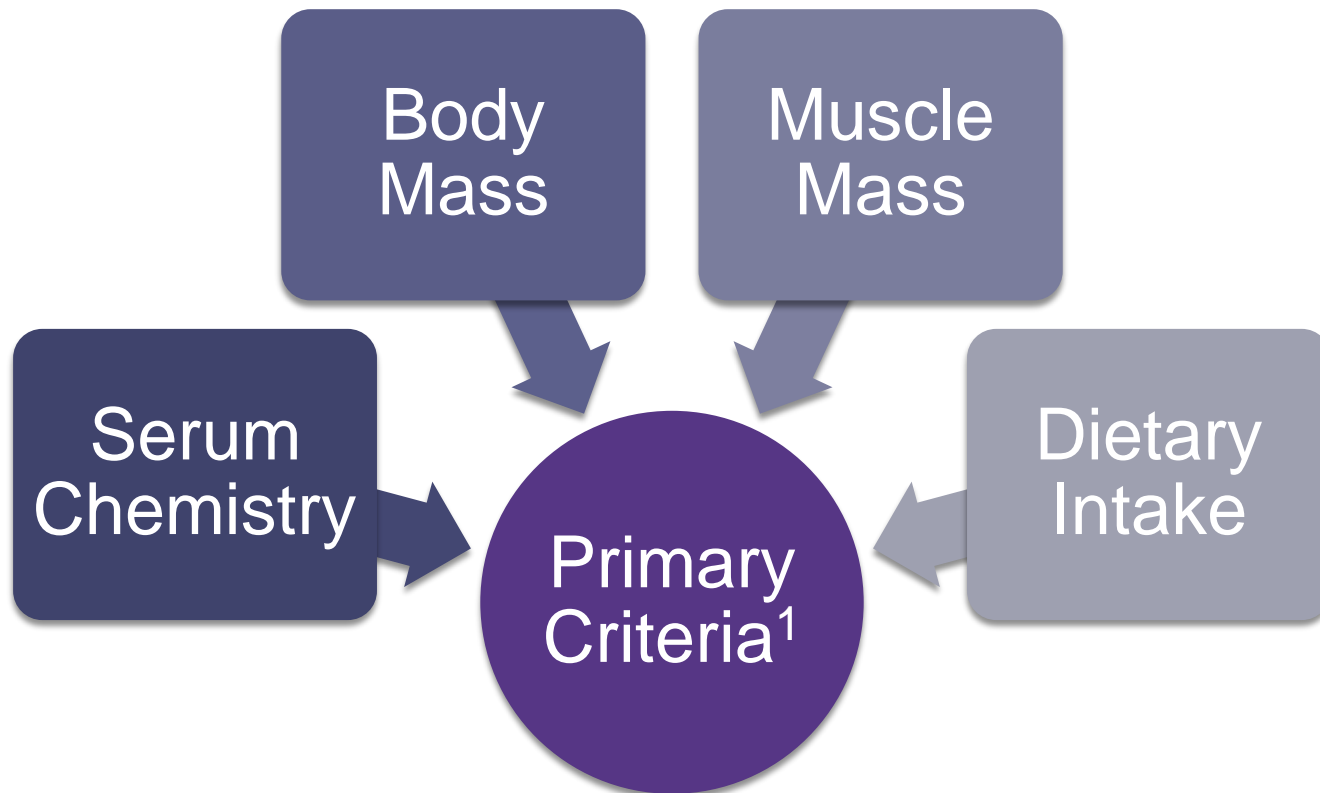 Body
Mass
Muscle
Mass
Serum
Chemistry
Dietary
Intake
Primary
Criteria¹